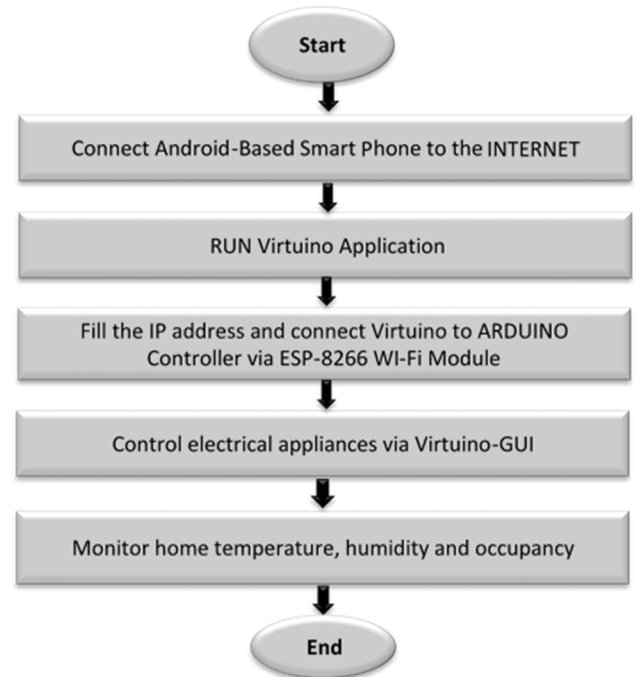 Start
Connect Android-Based Smart Phone to the INTERNET
RUN Virtuino Application
Fill the IP address and connect Virtuino to ARDUINO
Controller via ESP-8266 WI-Fi Module
Control electrical appliances via Virtuino-GUI
Monitor home temperature, humidity and occupancy
End